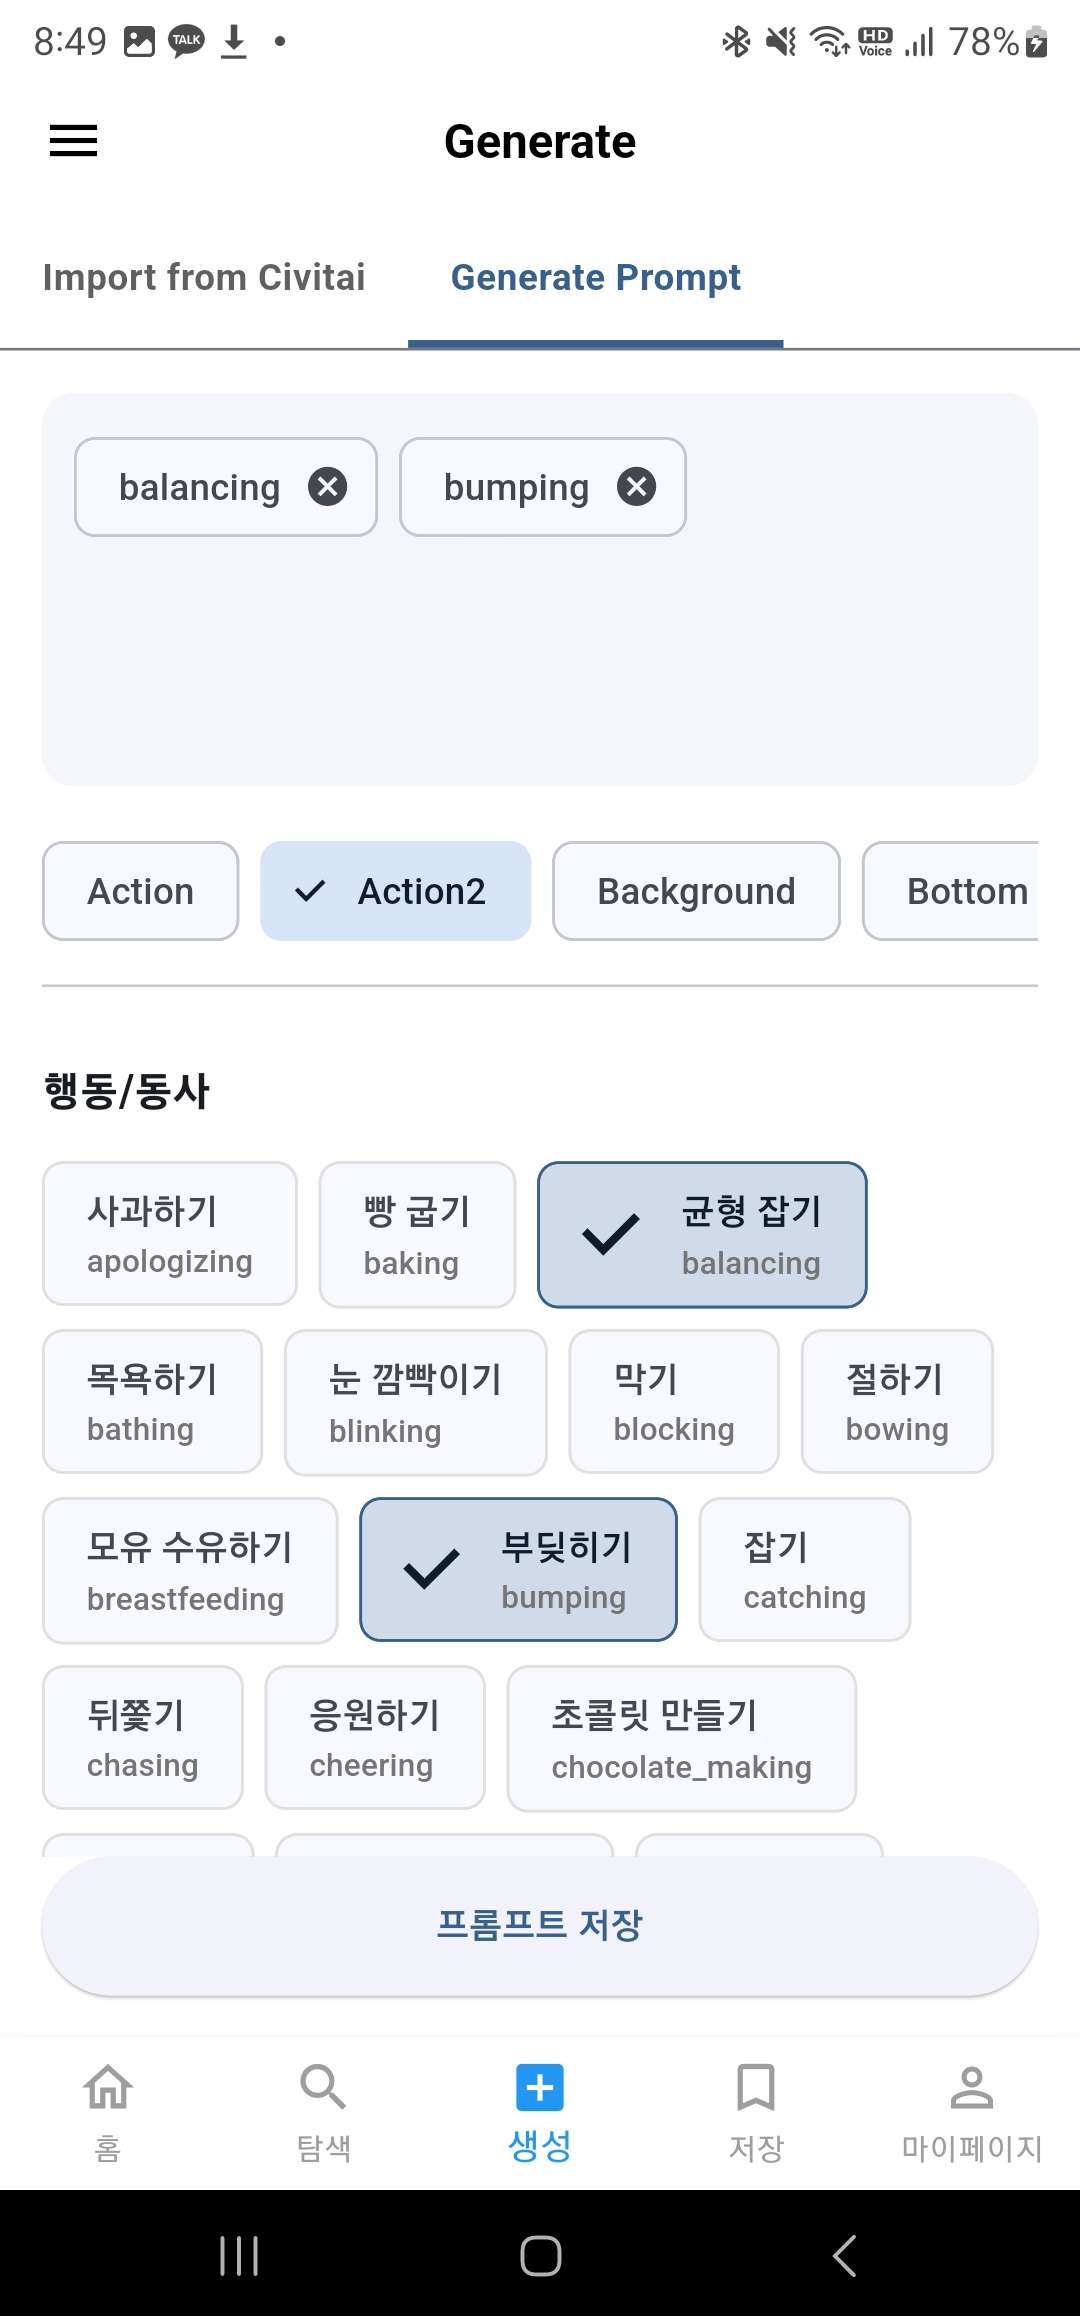 8:49 TALK HD Voice 78%
Generate
Import from Civitai Generate Prompt
balancing bumping
Action Action2 Background Bottom
행동/동사
사과하기 빵 굽기 균형 잡기
apologizing baking balancing
목욕하기 눈 깜빡이기 막기 절하기
bathing blinking blocking bowing
모유 수유하기 부딪히기 잡기
breastfeeding bumping catching
뒤쫓기 응원하기 초콜릿 만들기
chasing cheering chocolate_making
프롬프트 저장
홈 탐색 생성 저장 마이페이지